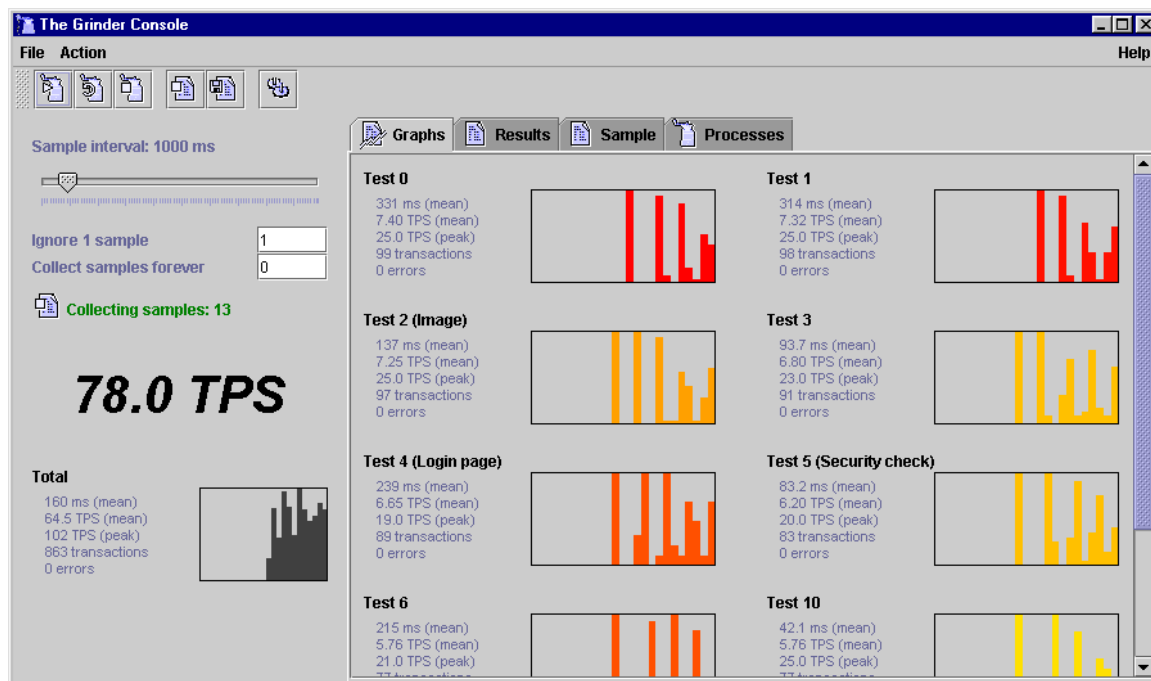 The Grinder Console
File Action Help
Graphs Results Sample Processes
Sample interval: 1000 ms
Ignore 1 sample 1
Collect samples forever 0
Collecting samples: 13
78.0 TPS
Total
160 ms (mean)
64.5 TPS (mean)
102 TPS (peak)
863 transactions
0 errors
Test 0
331 ms (mean)
7.40 TPS (mean)
25.0 TPS (peak)
99 transactions
0 errors
Test 1
314 ms (mean)
7.32 TPS (mean)
25.0 TPS (peak)
98 transactions
0 errors
Test 2 (Image)
137 ms (mean)
7.25 TPS (mean)
25.0 TPS (peak)
97 transactions
0 errors
Test 3
93.7 ms (mean)
6.80 TPS (mean)
23.0 TPS (peak)
91 transactions
0 errors
Test 4 (Login page)
239 ms (mean)
6.65 TPS (mean)
19.0 TPS (peak)
89 transactions
0 errors
Test 5 (Security check)
83.2 ms (mean)
6.20 TPS (mean)
20.0 TPS (peak)
83 transactions
0 errors
Test 6
215 ms (mean)
5.76 TPS (mean)
21.0 TPS (peak)
77 transactions
Test 10
42.1 ms (mean)
5.76 TPS (mean)
25.0 TPS (peak)
77 transactions